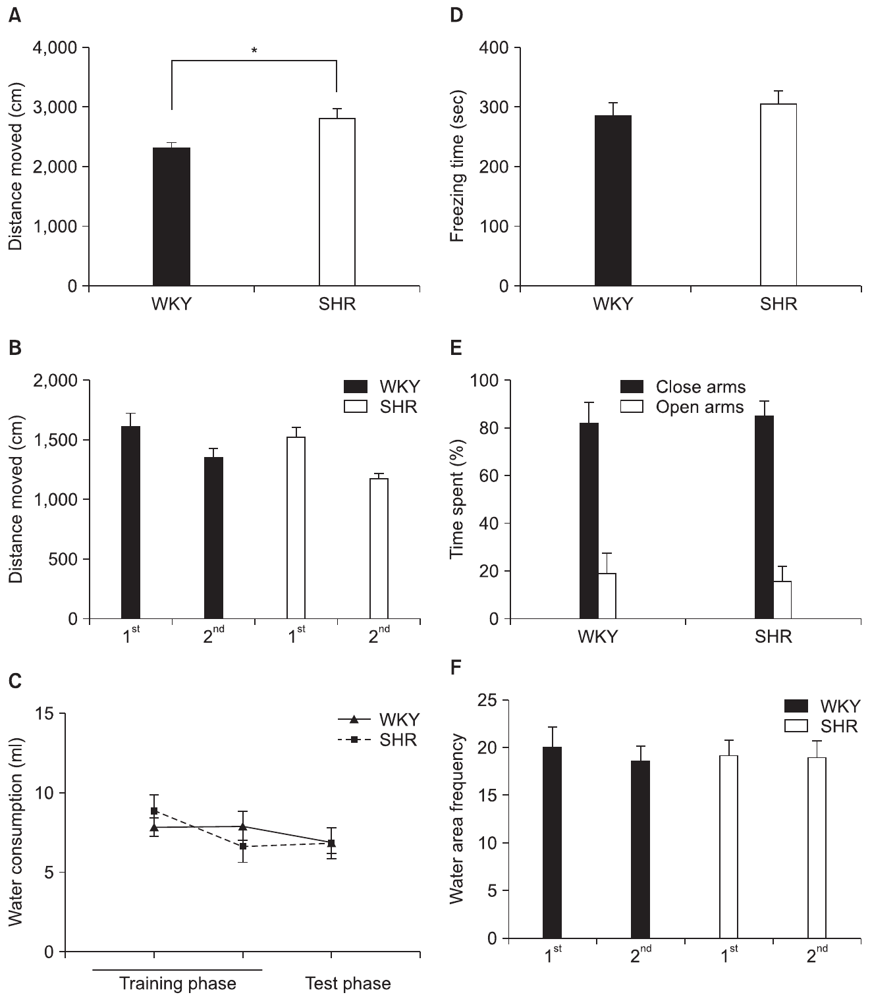 A
Distance moved (cm)
4,000
3,000
2,000
1,000
0
*
WKY
SHR
D
Freezing time (sec)
400
300
200
100
0
WKY
SHR
B
Distance moved (cm)
2,000
1,500
1,000
500
0
WKY
SHR
1st
2nd
1st
2nd
E
Time spent (%)
100
80
60
40
20
0
Close arms
Open arms
WKY
SHR
C
Water consumption (ml)
15
10
5
0
WKY
SHR
Training phase
Test phase
F
Water area frequency
25
20
15
10
5
0
WKY
SHR
1st
2nd
1st
2nd